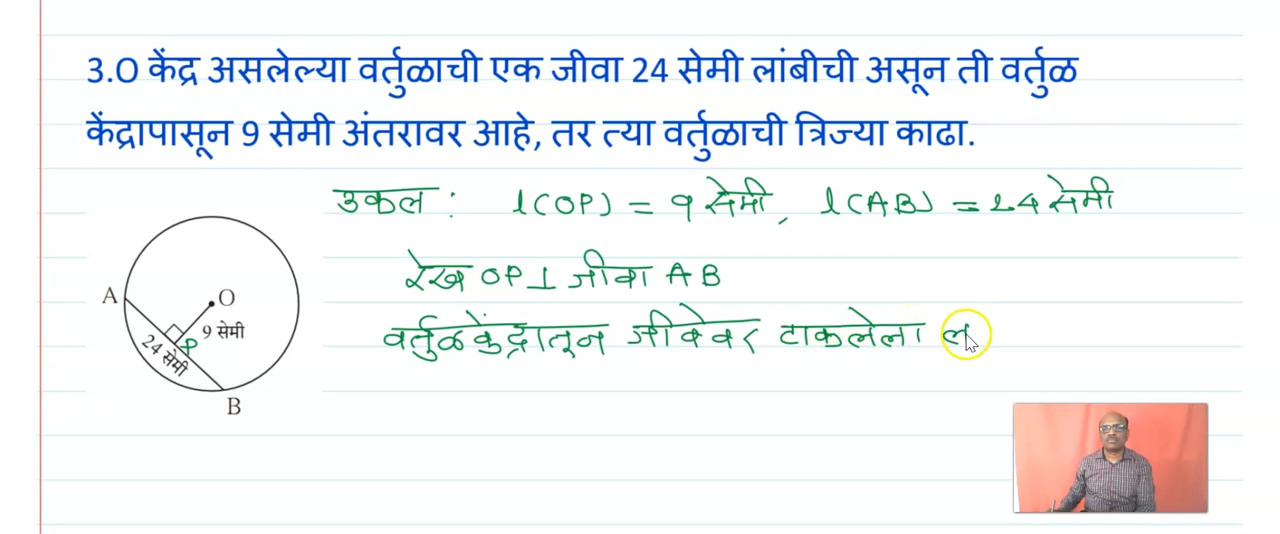 3.O केंद्र असलेल्या वर्तुळाची एक जीवा 24 सेमी लांबीची असून ती वर्तुळ
केंद्रापासून 9 सेमी अंतरावर आहे, तर त्या वर्तुळाची त्रिज्या काढा.
उकल : l(OP) = 9 सेमी, l(AB) = 24 सेमी
रेख OP ⊥ जीवा AB
वर्तुळकेंद्रातून जीवेवर टाकलेला ल
A
O
9 सेमी
P
24 सेमी
B